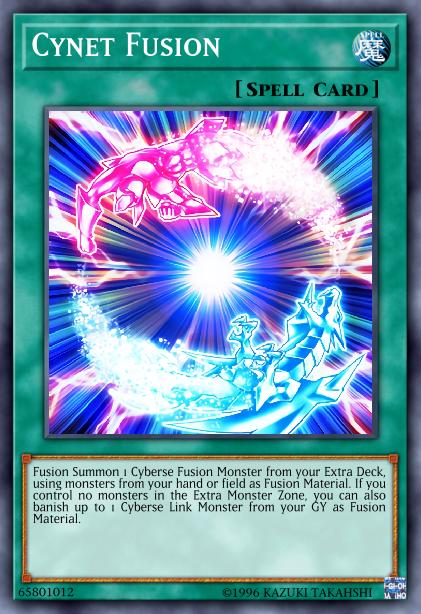 Cynet Fusion
SPELL
魔
[ Spell Card ]
Fusion Summon 1 Cyberse Fusion Monster from your Extra Deck,
using monsters from your hand or field as Fusion Material. If you
control no monsters in the Extra Monster Zone, you can also
banish up to 1 Cyberse Link Monster from your GY as Fusion
Material.
65801012
©1996 KAZUKI TAKAHSHI